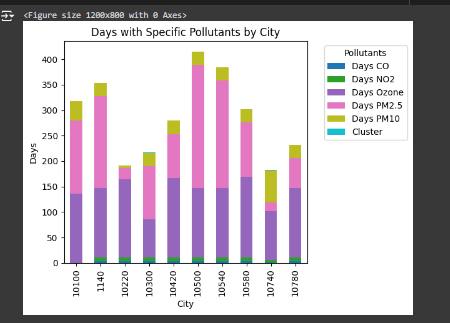 <Figure size 1200x800 with 0 Axes>
Days with Specific Pollutants by City
Pollutants
Days CO
Days NO2
Days Ozone
Days PM2.5
Days PM10
Cluster
400
350
300
250
200
150
100
50
0
Days
10100
1140
10220
10300
10420
10500
10540
10580
10740
10780
City